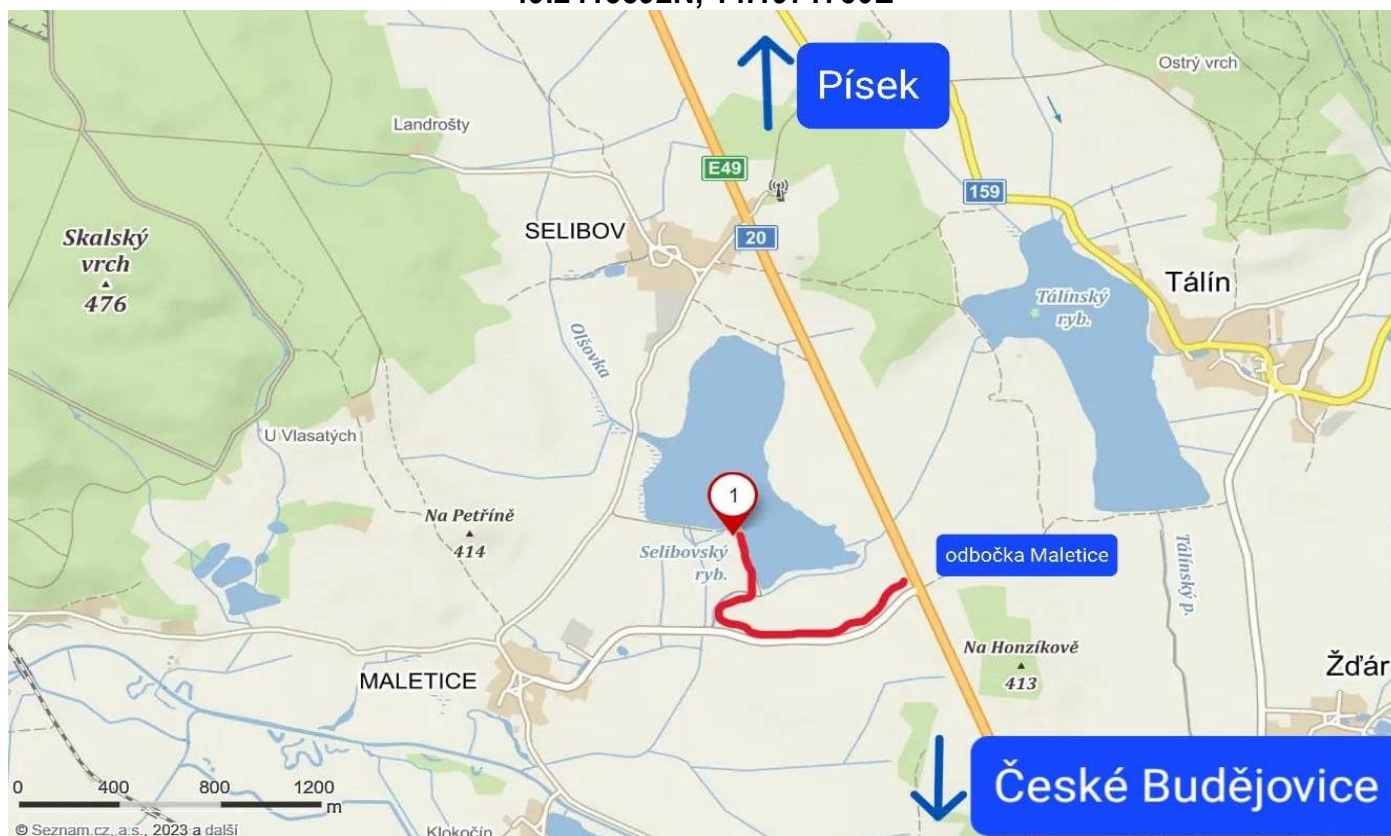 Písek
Ostrý vrch
Landrošty
E49
159
SELIBOV
20
Skalský
vrch
476
Tálín
Tálínský
ryb.
Olšovka
U Vlasatých
1
Na Petříně
414
Selibovský
ryb.
odbočka Maletice
Tálínský p.
Na Honzíkově
413
Žďár
MALETICE
České Budějovice
0 400 800 1200
m
© Seznam.cz, a.s., 2023 a další
Klokočín